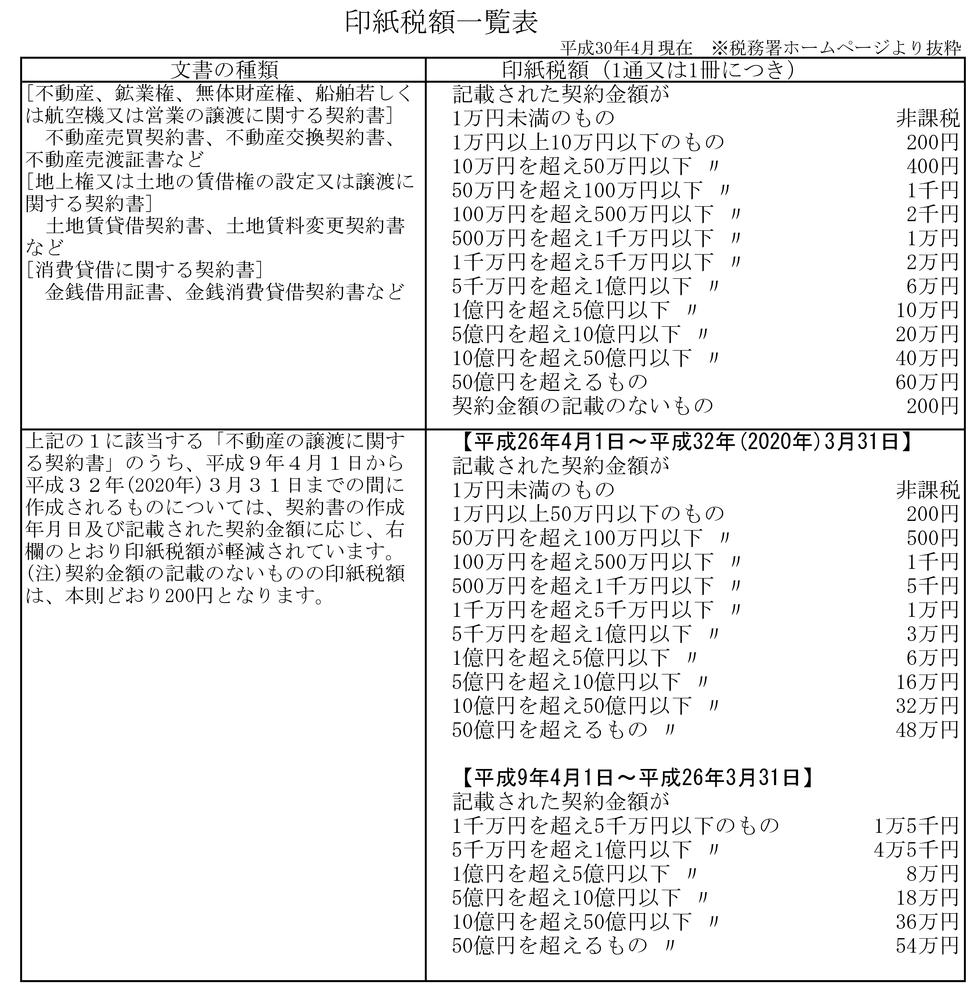 印紙税額一覧表
平成30年4月現在　※税務署ホームページより抜粋
文書の種類
印紙税額（1通又は1冊につき）
[不動産、鉱業権、無体財産権、船舶若しく
は航空機又は営業の譲渡に関する契約書]
不動産売買契約書、不動産交換契約書、
不動産売渡証書など
[地上権又は土地の賃借権の設定又は譲渡に
関する契約書]
土地賃貸借契約書、土地賃料変更契約書
など
[消費貸借に関する契約書]
金銭借用証書、金銭消費貸借契約書など
記載された契約金額が
1万円未満のもの　非課税
1万円以上10万円以下のもの　200円
10万円を超え50万円以下 〃　400円
50万円を超え100万円以下 〃　1千円
100万円を超え500万円以下 〃　2千円
500万円を超え1千万円以下 〃　1万円
1千万円を超え5千万円以下 〃　2万円
5千万円を超え1億円以下 〃　6万円
1億円を超え5億円以下 〃　10万円
5億円を超え10億円以下 〃　20万円
10億円を超え50億円以下 〃　40万円
50億円を超えるもの　60万円
契約金額の記載のないもの　200円
上記の１に該当する「不動産の譲渡に関す
る契約書」のうち、平成９年４月１日から
平成３２年(2020年)３月３１日までの間に
作成されるものについては、契約書の作成
年月日及び記載された契約金額に応じ、右
欄のとおり印紙税額が軽減されています。
(注)契約金額の記載のないものの印紙税額
は、本則どおり200円となります。
【平成26年4月1日～平成32年(2020年)3月31日】
記載された契約金額が
1万円未満のもの　非課税
1万円以上50万円以下のもの　200円
50万円を超え100万円以下 〃　500円
100万円を超え500万円以下 〃　1千円
500万円を超え1千万円以下 〃　5千円
1千万円を超え5千万円以下 〃　1万円
5千万円を超え1億円以下 〃　3万円
1億円を超え5億円以下 〃　6万円
5億円を超え10億円以下 〃　16万円
10億円を超え50億円以下 〃　32万円
50億円を超えるもの 〃　48万円
【平成9年4月1日～平成26年3月31日】
記載された契約金額が
1千万円を超え5千万円以下のもの　1万5千円
5千万円を超え1億円以下 〃　4万5千円
1億円を超え5億円以下 〃　8万円
5億円を超え10億円以下 〃　18万円
10億円を超え50億円以下 〃　36万円
50億円を超えるもの 〃　54万円